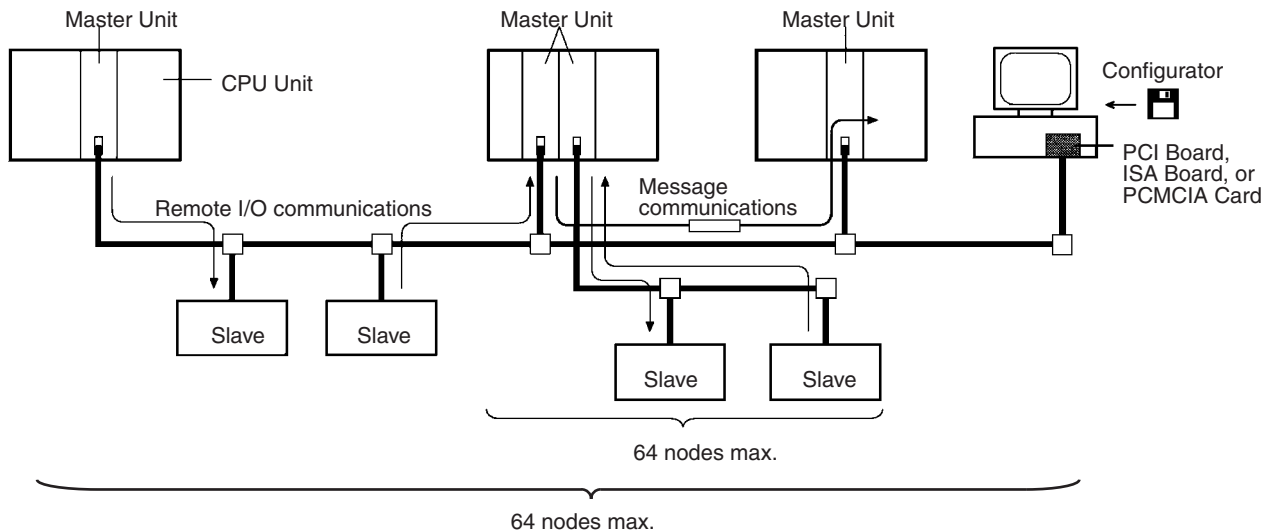 Master Unit
Master Unit
Master Unit
CPU Unit
Configurator
PCI Board,
ISA Board, or
PCMCIA Card
Remote I/O communications
Message
communications
Slave
Slave
Slave
Slave
64 nodes max.
64 nodes max.